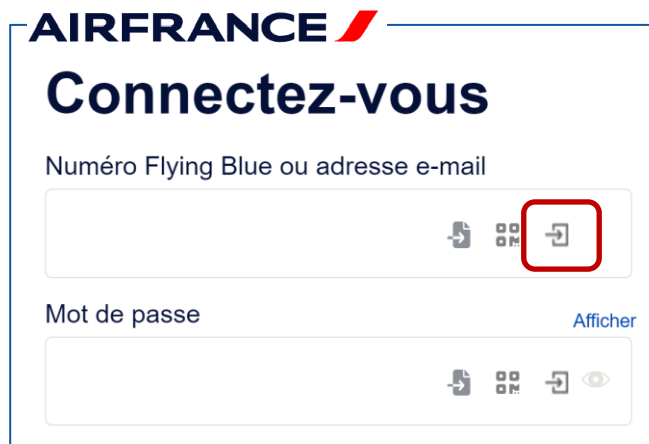 AIRFRANCE
Connectez-vous
Numéro Flying Blue ou adresse e-mail
Mot de passe
Afficher